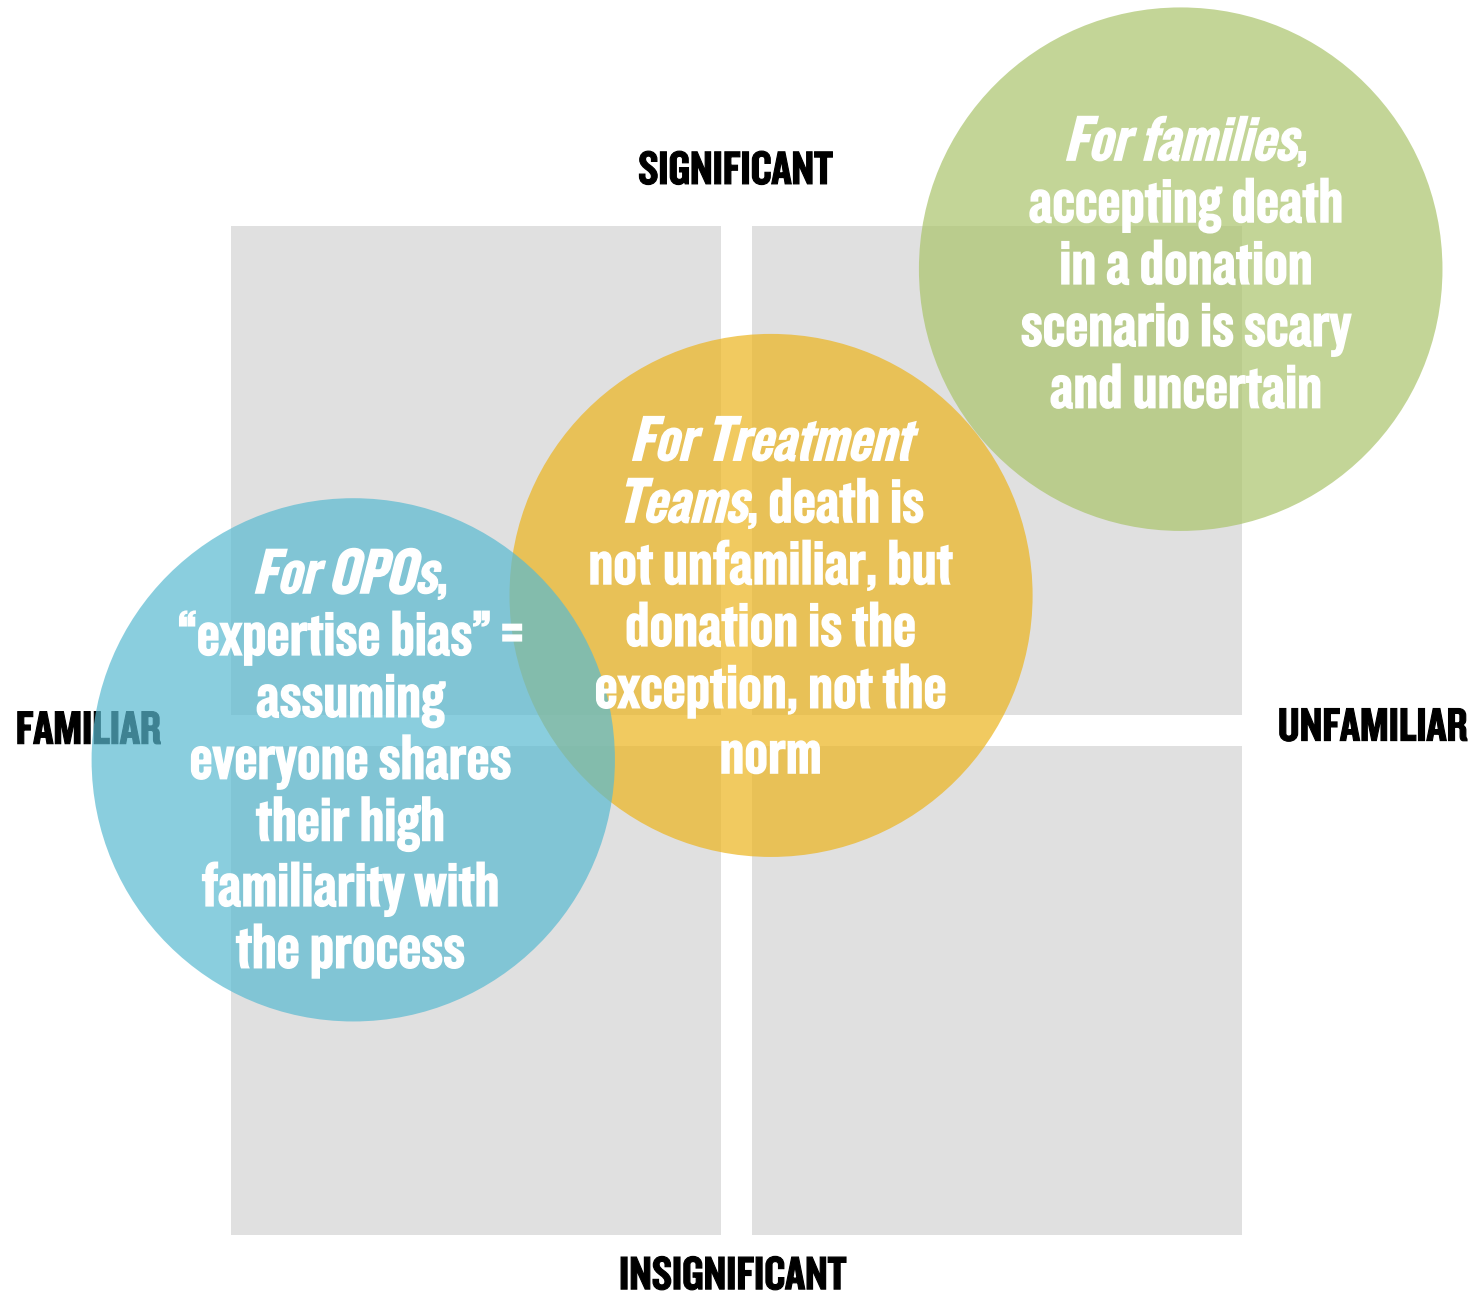 SIGNIFICANT
For families,
accepting death
in a donation
scenario is scary
and uncertain
For Treatment
Teams, death is
not unfamiliar, but
donation is the
exception, not the
norm
For OPOs,
“expertise bias” =
assuming
everyone shares
their high
familiarity with
the process
FAMILIAR
UNFAMILIAR
INSIGNIFICANT